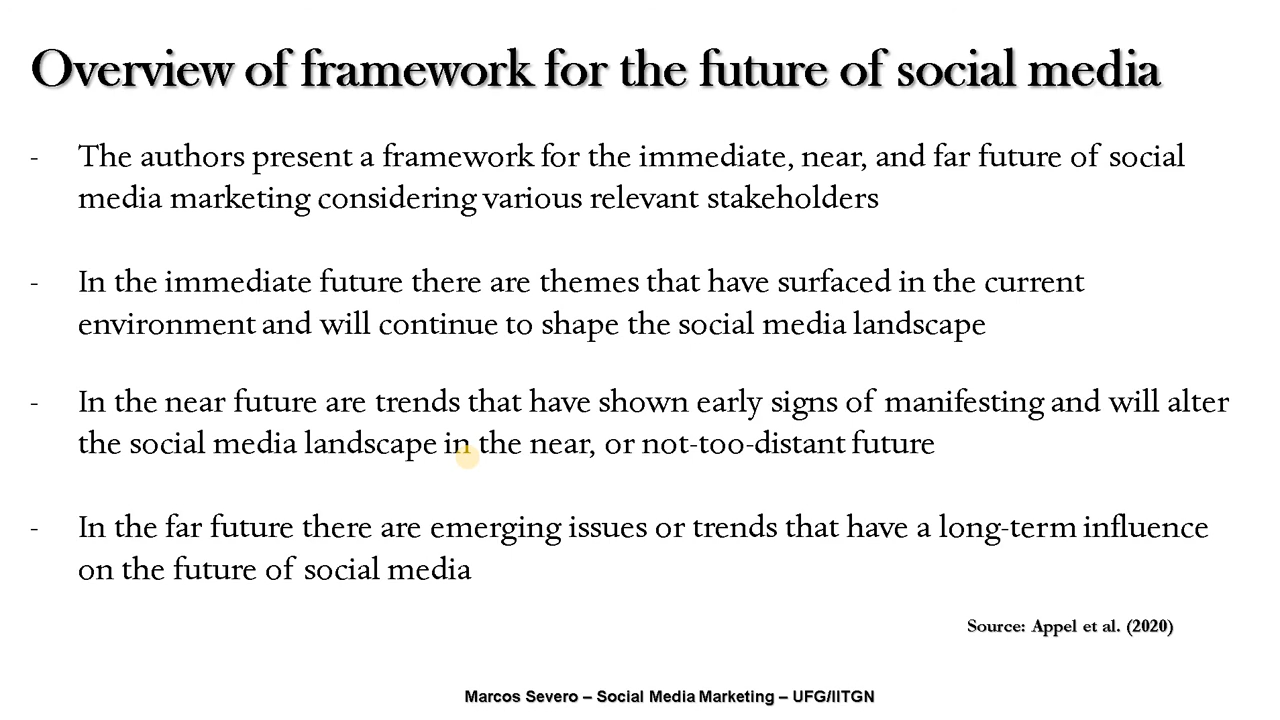 Overview of framework for the future of social media
- The authors present a framework for the immediate, near, and far future of social
media marketing considering various relevant stakeholders
- In the immediate future there are themes that have surfaced in the current
environment and will continue to shape the social media landscape
- In the near future are trends that have shown early signs of manifesting and will alter
the social media landscape in the near, or not-too-distant future
- In the far future there are emerging issues or trends that have a long-term influence
on the future of social media
Source: Appel et al. (2020)
Marcos Severo – Social Media Marketing – UFG/IITGN